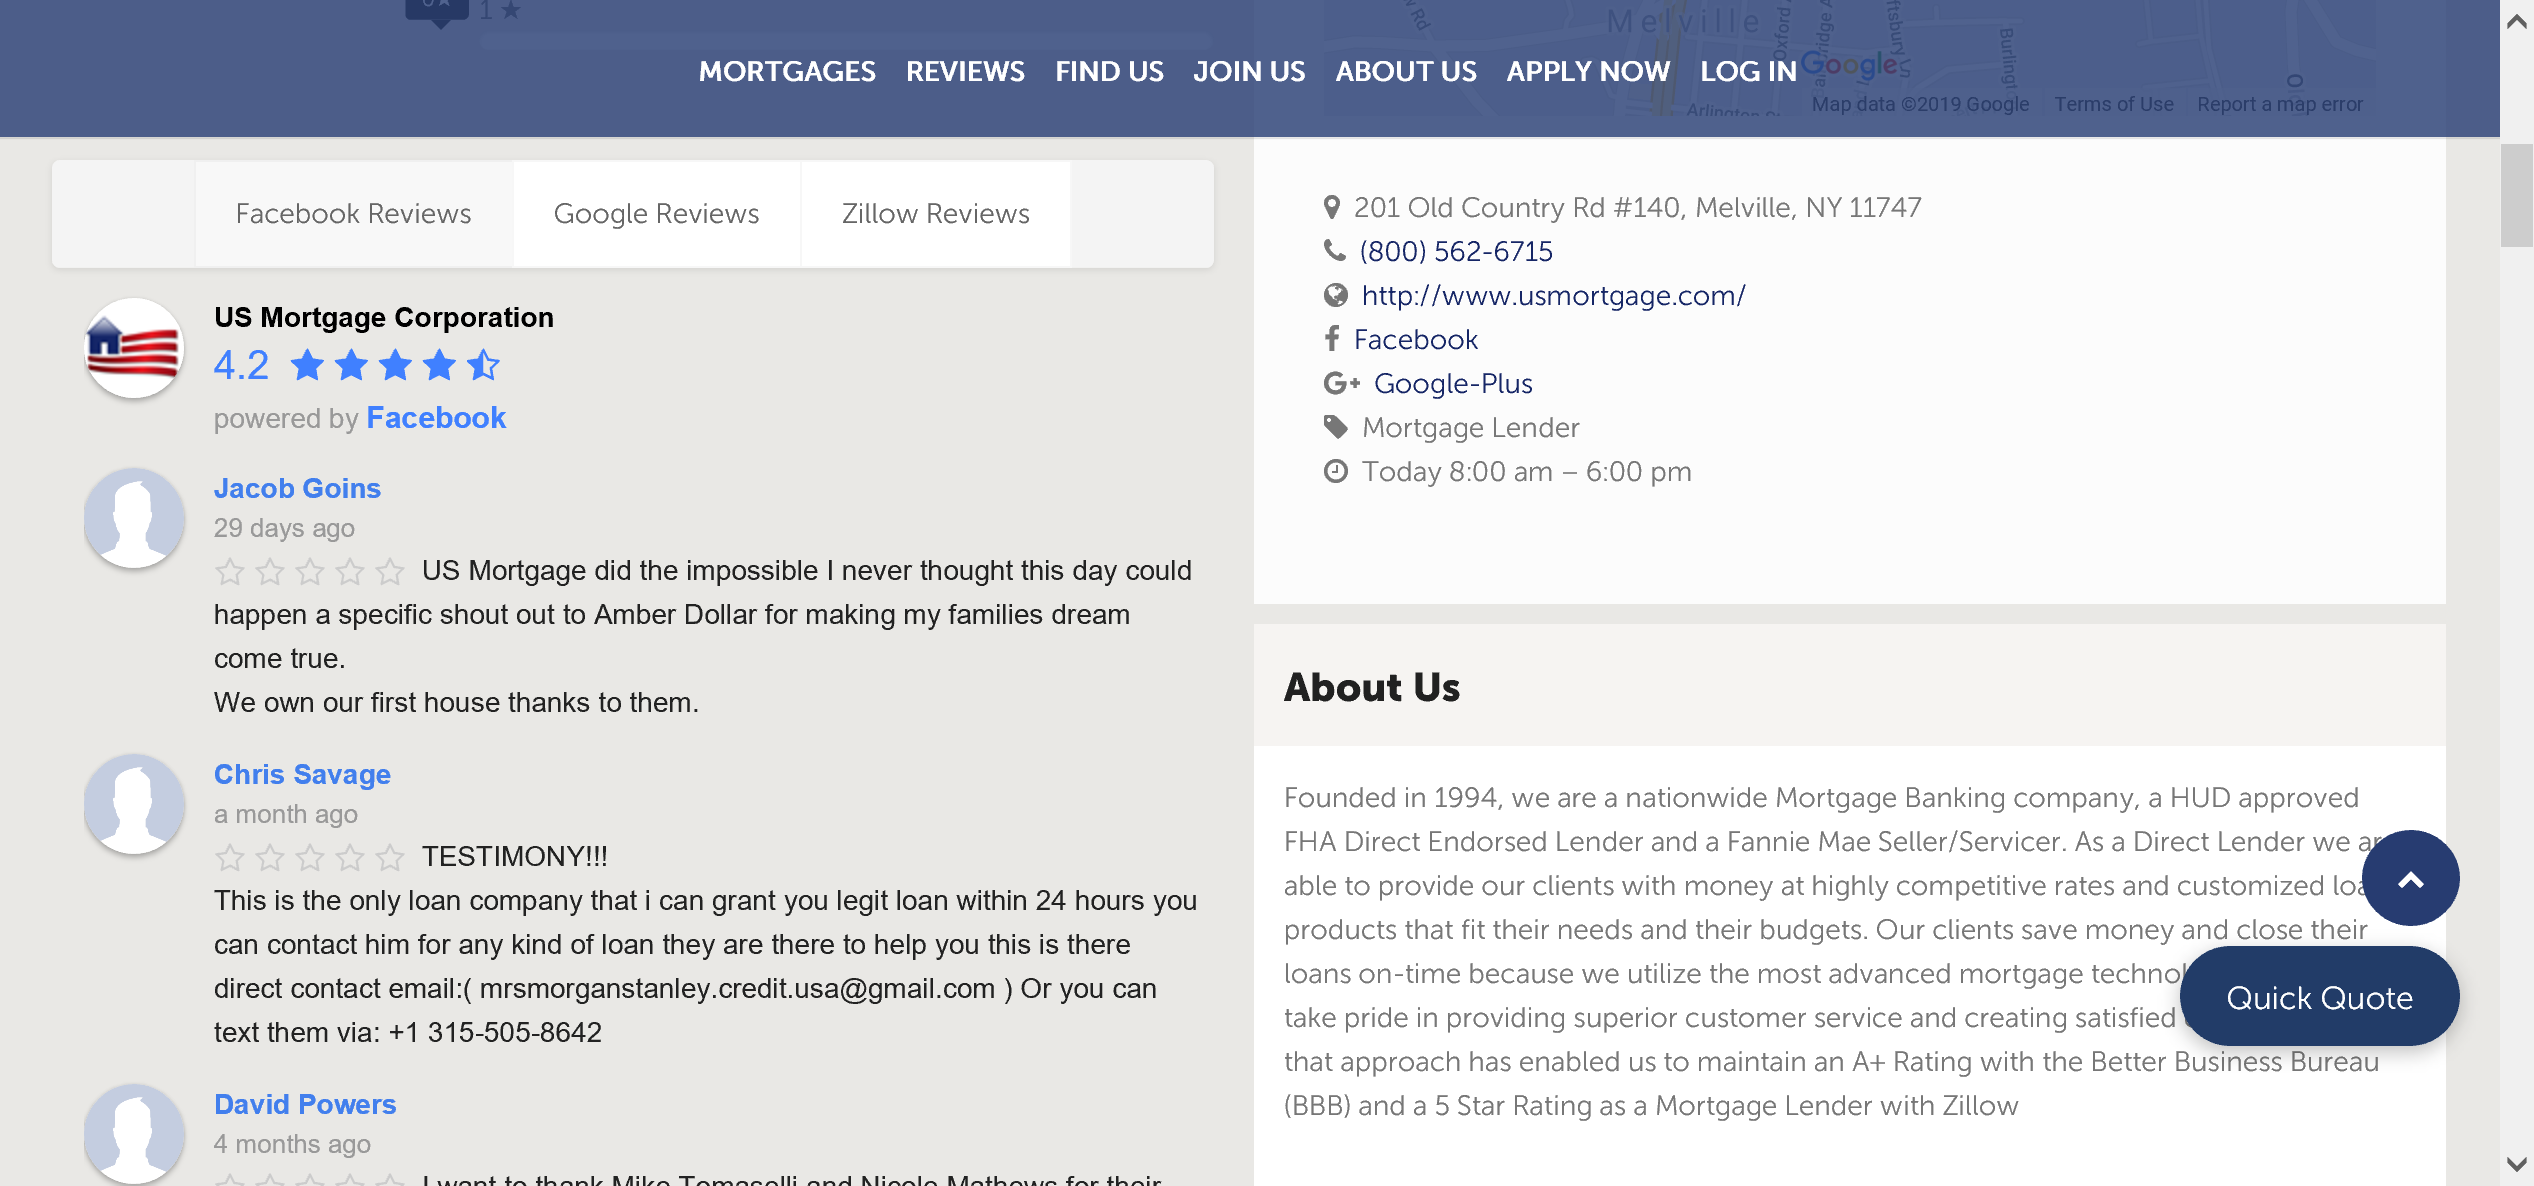 1
Melville
MORTGAGES REVIEWS FIND US JOIN US ABOUT US APPLY NOW LOG IN
Google
Map data ©2019 Google Terms of Use Report a map error
Facebook Reviews Google Reviews Zillow Reviews
US Mortgage Corporation
4.2
powered by Facebook
Jacob Goins
29 days ago
US Mortgage did the impossible I never thought this day could
happen a specific shout out to Amber Dollar for making my families dream
come true.
We own our first house thanks to them.
Chris Savage
a month ago
TESTIMONY!!!
This is the only loan company that i can grant you legit loan within 24 hours you
can contact him for any kind of loan they are there to help you this is there
direct contact email:( mrsmorganstanley.credit.usa@gmail.com ) Or you can
text them via: +1 315-505-8642
David Powers
4 months ago
I want to thank Mike Tomaselli and Nicole Mathews for their
201 Old Country Rd #140, Melville, NY 11747
(800) 562-6715
http://www.usmortgage.com/
Facebook
G+ Google-Plus
Mortgage Lender
Today 8:00 am – 6:00 pm
About Us
Founded in 1994, we are a nationwide Mortgage Banking company, a HUD approved
FHA Direct Endorsed Lender and a Fannie Mae Seller/Servicer. As a Direct Lender we
able to provide our clients with money at highly competitive rates and customized
products that fit their needs and their budgets. Our clients save money and close their
loans on-time because we utilize the most advanced mortgage
take pride in providing superior customer service and creating satisfied
that approach has enabled us to maintain an A+ Rating with the Better Business Bureau
(BBB) and a 5 Star Rating as a Mortgage Lender with Zillow
Quick Quote